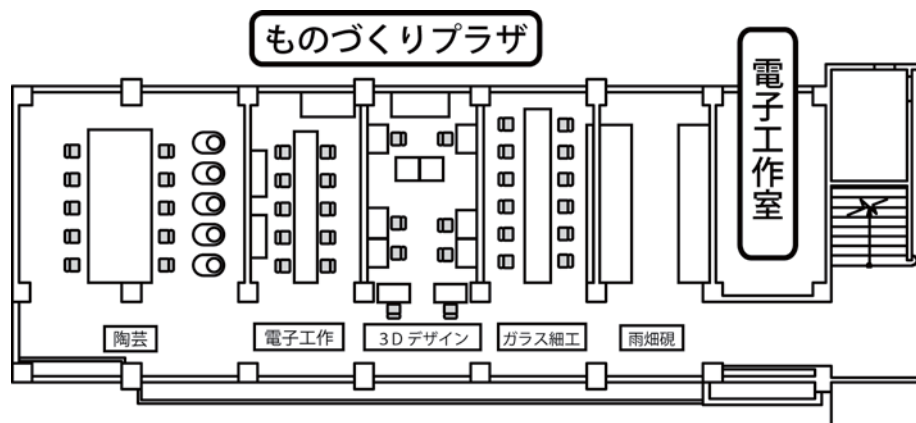 ものづくりプラザ
電子工作室
陶芸
電子工作
3Dデザイン
ガラス細工
雨畑硯